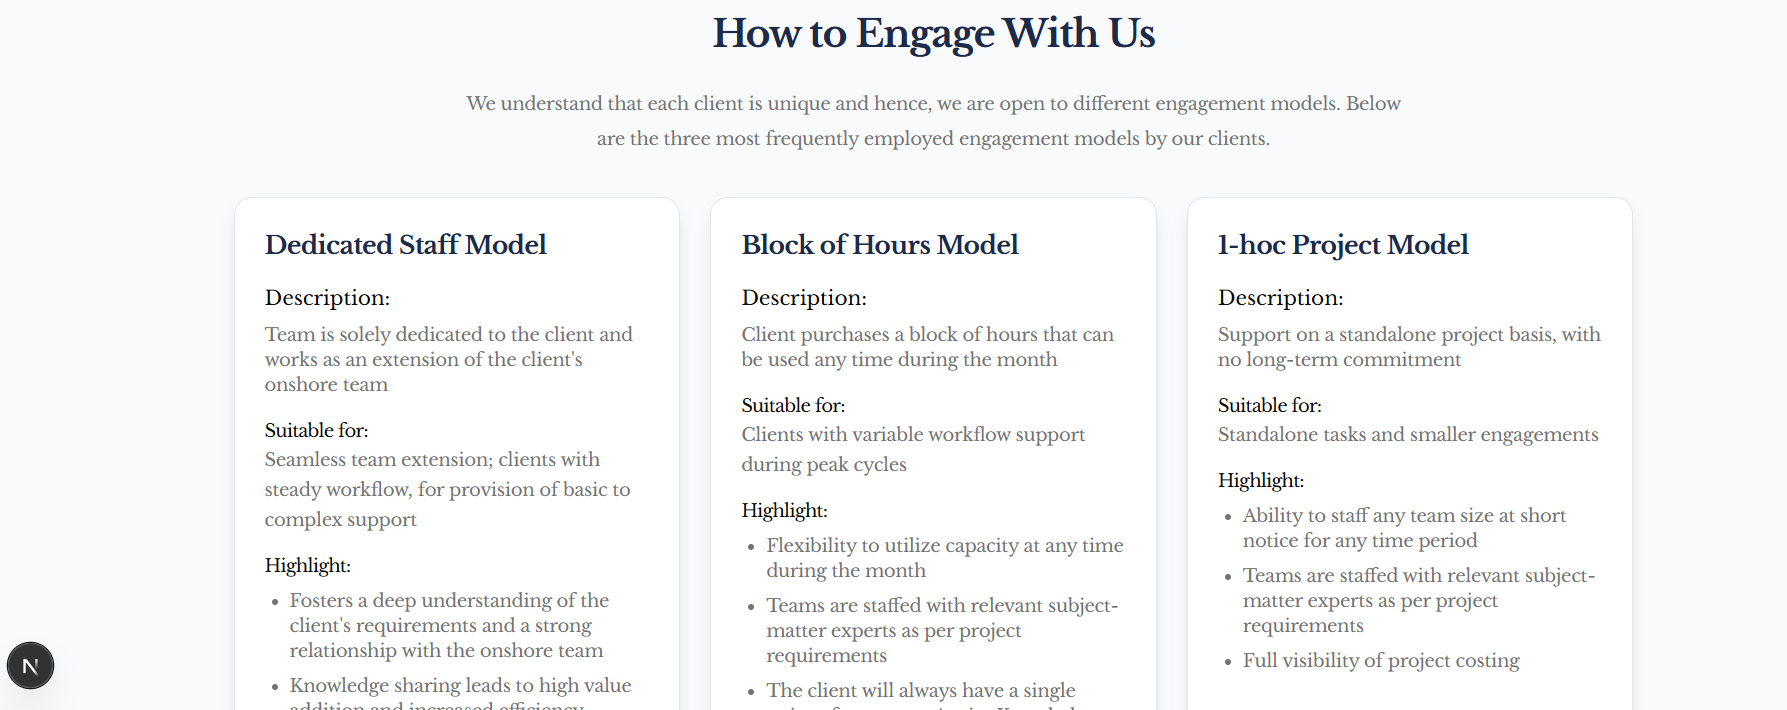 How to Engage With Us
We understand that each client is unique and hence, we are open to different engagement models. Below
are the three most frequently employed engagement models by our clients.
Dedicated Staff Model
Description:
Team is solely dedicated to the client and
works as an extension of the client's
onshore team
Suitable for:
Seamless team extension; clients with
steady workflow, for provision of basic to
complex support
Highlight:
• Fosters a deep understanding of the
client's requirements and a strong
relationship with the onshore team
• Knowledge sharing leads to high value
addition and increased efficiency
Block of Hours Model
Description:
Client purchases a block of hours that can
be used any time during the month
Suitable for:
Clients with variable workflow support
during peak cycles
Highlight:
• Flexibility to utilize capacity at any time
during the month
• Teams are staffed with relevant subject-
matter experts as per project
requirements
• The client will always have a single
1-hoc Project Model
Description:
Support on a standalone project basis, with
no long-term commitment
Suitable for:
Standalone tasks and smaller engagements
Highlight:
• Ability to staff any team size at short
notice for any time period
• Teams are staffed with relevant subject-
matter experts as per project
requirements
• Full visibility of project costing
N